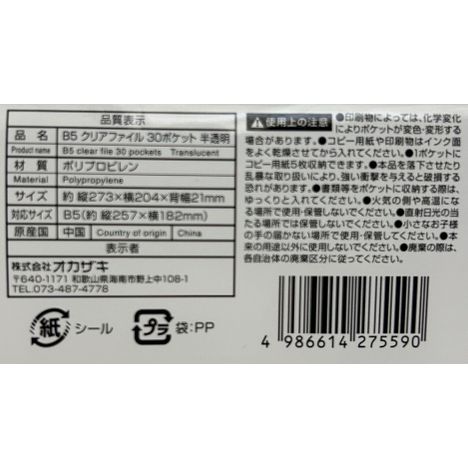 品質表示
品名 B5 クリアファイル 30ポケット 半透明
Product name B5 clear file 30 pockets Translucent
材質 ポリプロピレン
Material Polypropylene
サイズ 約 縦273×横204×背幅21mm
対応サイズ B5(約 縦257×横182mm)
原産国 中国 Country of origin China
表示者
株式会社オカザキ
〒640-1171 和歌山県海南市野上中108-1
TEL.073-487-4778
紙 シール プラ 袋:PP
⚠使用上の注意 ●印刷物によっては、化学変化
によりポケットが変色・変形する
場合があります。●コピー用紙や印刷物はインク面
をよく乾燥させてから入れてください。●1ポケットに
コピー用紙5枚収納できます。●本品を落下させたり
乱暴な取り扱いにより、強い衝撃を与えると破損する
恐れがあります。●書類等をポケットに収納する際は、
ゆっくりと入れてください。●火気の側や高温にな
る場所で使用・保管しないでください。●直射日光の当
たる場所で使用・保管しないでください。●小さなお子様
の手の届かない場所で使用・保管してください。●本
来の用途以外に使用しないでください。●廃棄の際は、
各自治体の廃棄区分に従ってください。
4 986614 275590